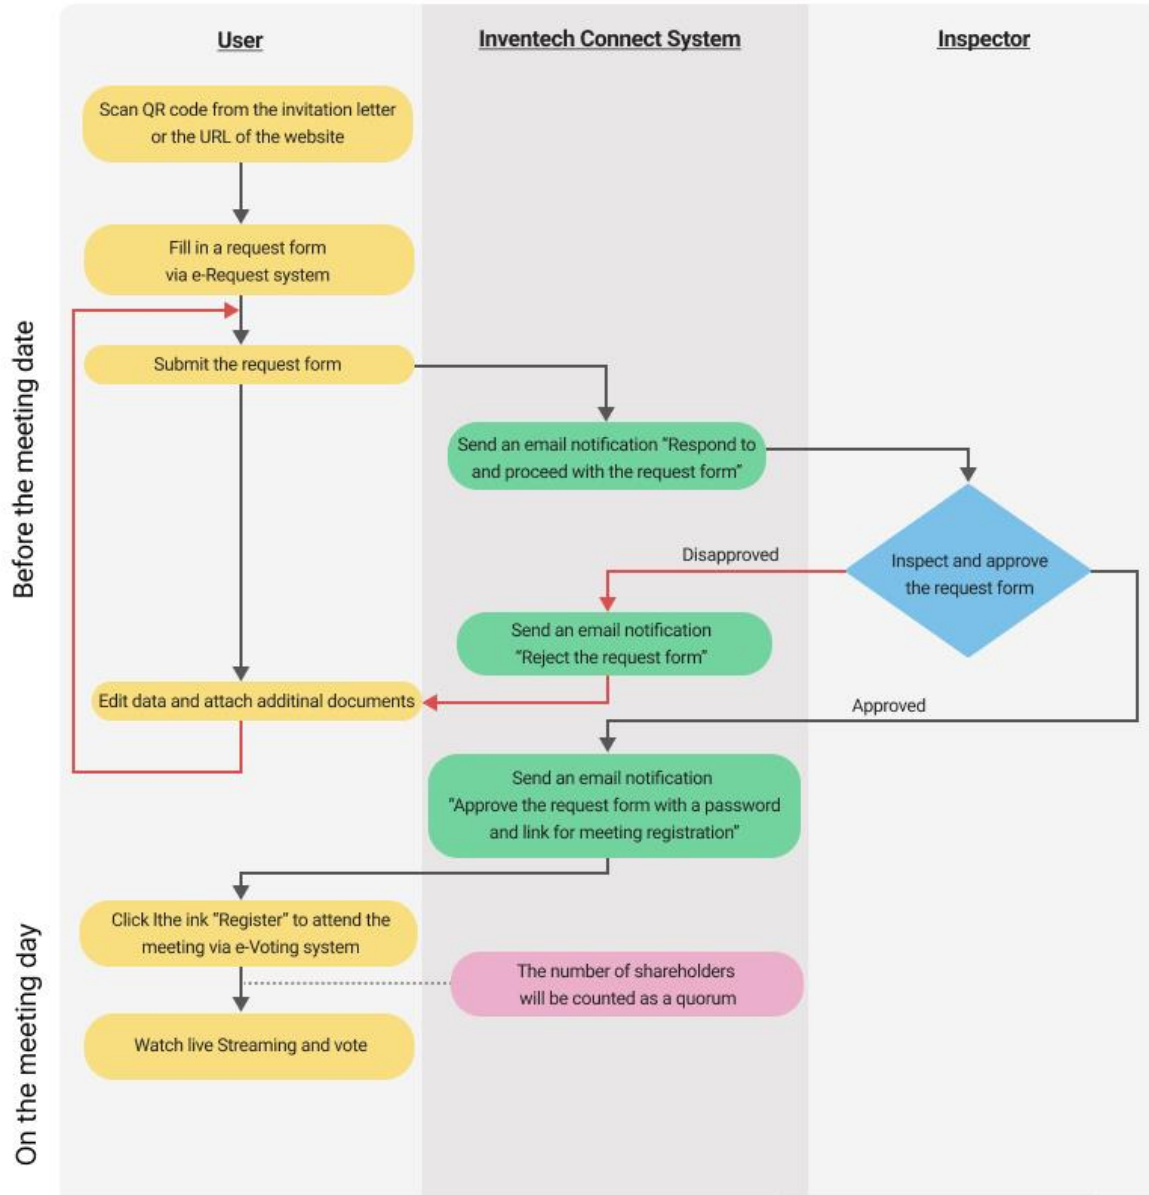 User
Inventech Connect System
Inspector
Before the meeting date
Scan QR code from the invitation letter
or the URL of the website
Fill in a request form
via e-Request system
Submit the request form
Send an email notification “Respond to
and proceed with the request form”
Inspect and approve
the request form
Disapproved
Send an email notification
“Reject the request form”
Edit data and attach additinal documents
Approved
Send an email notification
“Approve the request form with a password
and link for meeting registration”
On the meeting day
Click lthe ink “Register” to attend the
meeting via e-Voting system
The number of shareholders
will be counted as a quorum
Watch live Streaming and vote